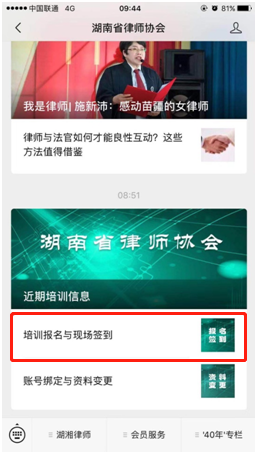 中国联通 4G 09:44 81%
湖南省律师协会
我是律师| 施新沛：感动苗疆的女律师
律师与法官如何才能良性互动？这些
方法值得借鉴
08:51
湖南省律师协会
近期培训信息
培训报名与现场签到
报名
签到
账号绑定与资料变更
资料
变更
湖湘律师
会员服务
'40年'专栏